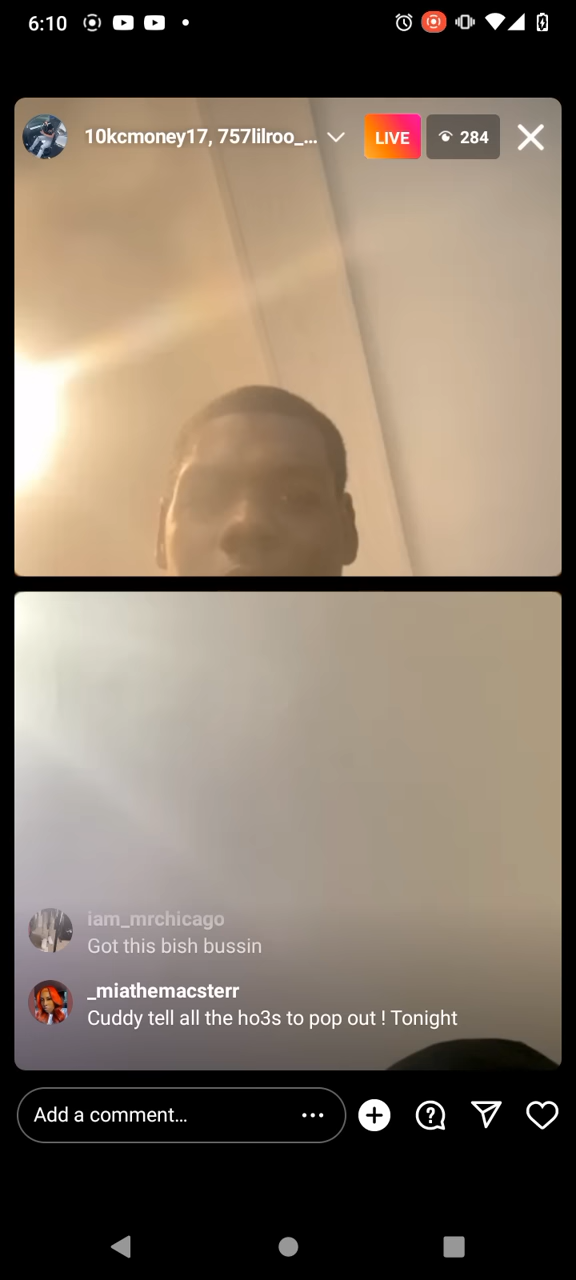 6:10
10kcmoney17, 757lilroo_... LIVE 284
iam_mrchicago
Got this bish bussin
_miathemacsterr
Cuddy tell all the ho3s to pop out ! Tonight
Add a comment...